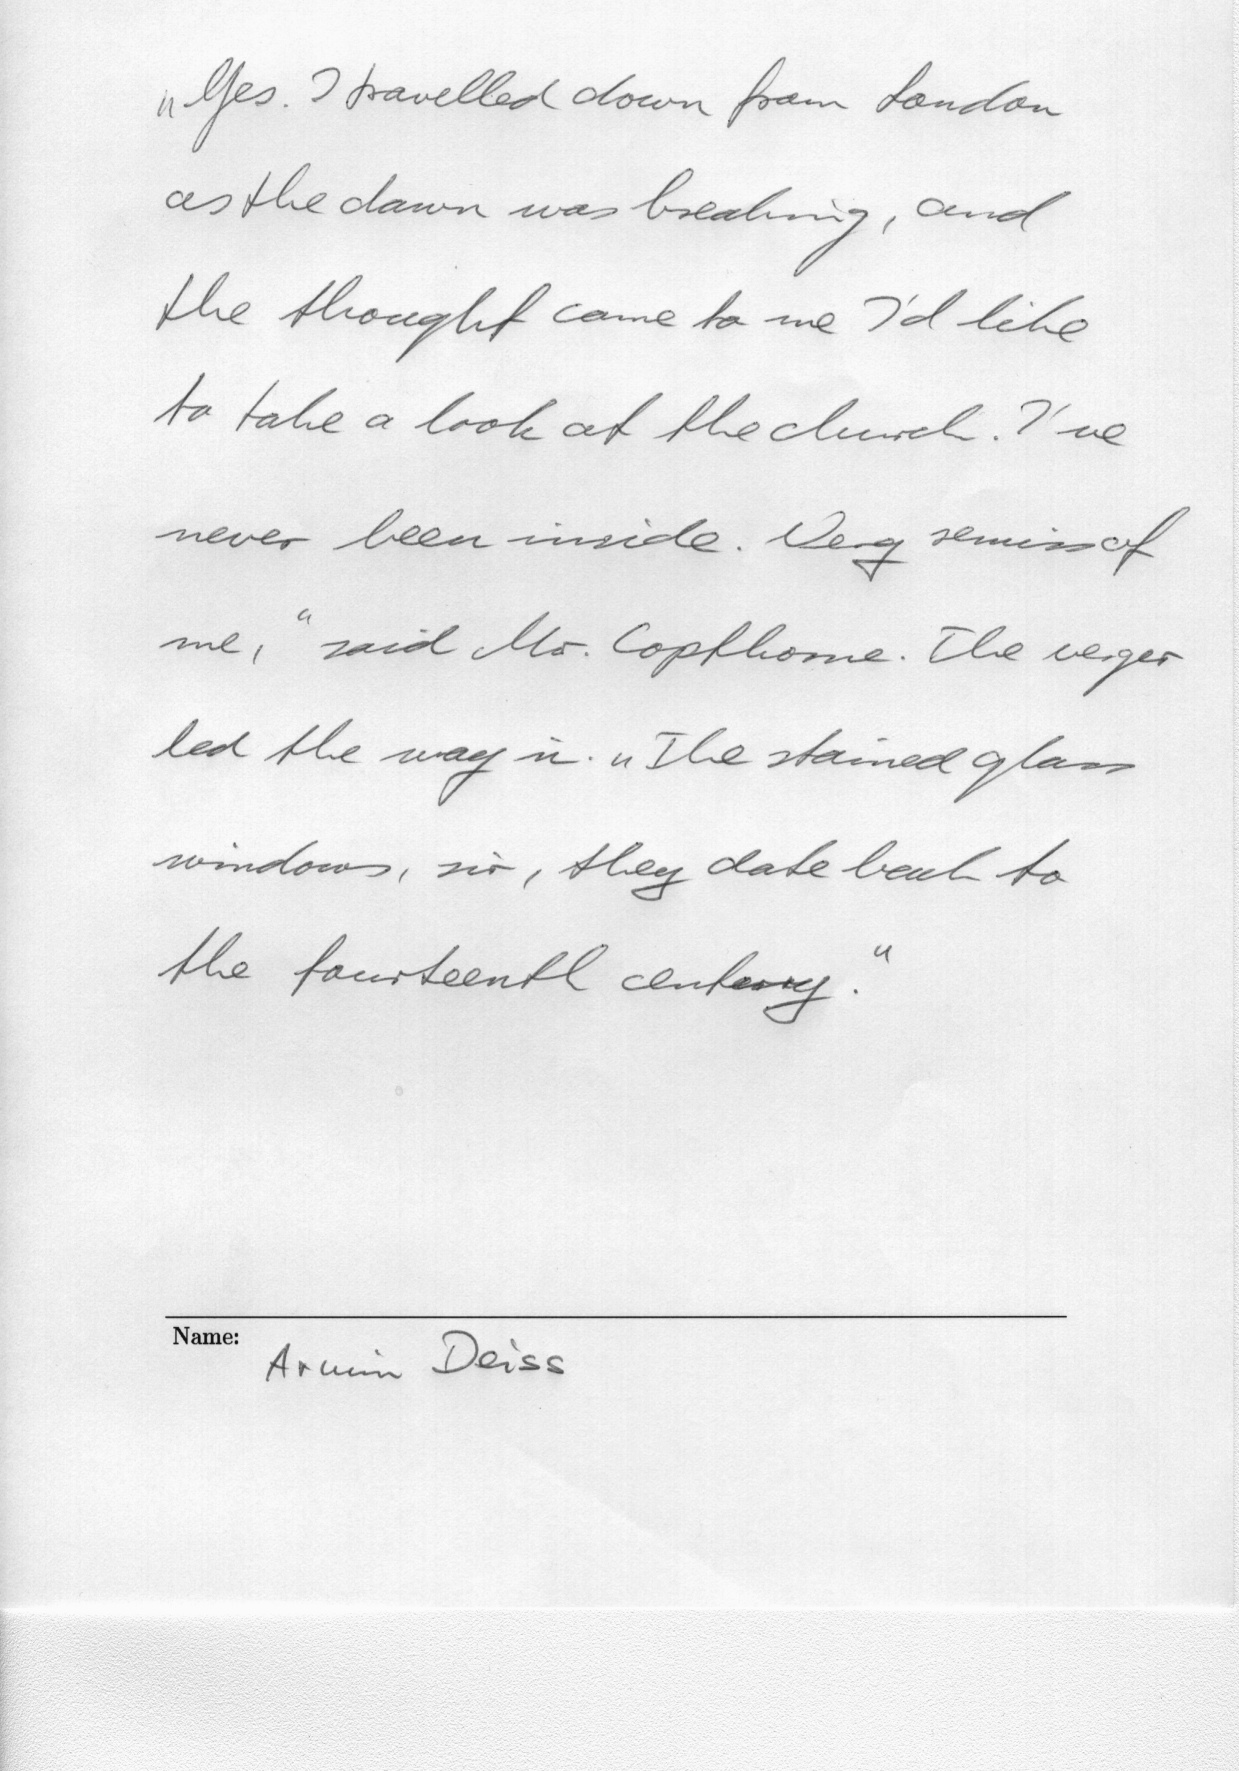 „Yes. I travelled down from London
as the dawn was breaking, and
the thought came to me I'd like
to take a look at the church. I've
never been inside. Very remiss of
me,“ said Mr. Copthorne. The verger
led the way in. „The stained glass
windows, sir, they date back to
the fourteenth century.“
Name:
Armin Deiss